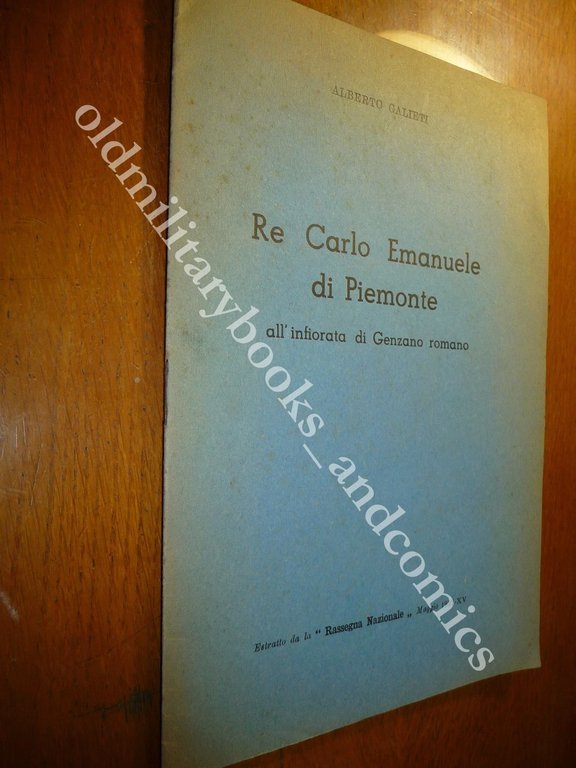 ALBERTO GALIETI
Re Carlo Emanuele
di Piemonte
all'infiorata di Genzano romano
Estratto da la " Rassegna Nazionale „ Maggio XV
oldmilitarybooks_andcomics